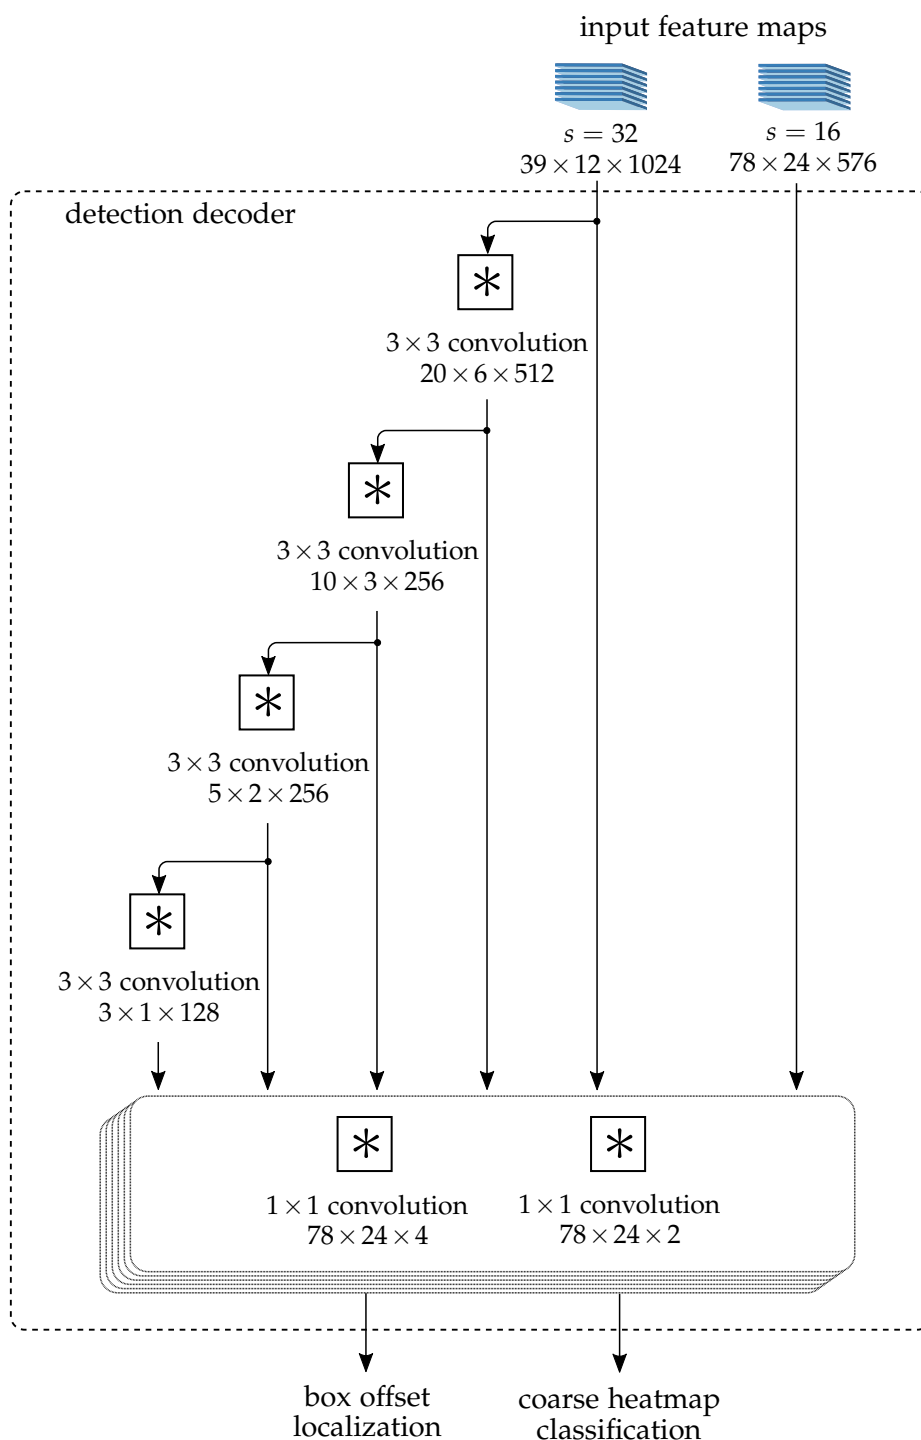 input feature maps
s = 32
39 × 12 × 1024
s = 16
78 × 24 × 576
detection decoder
*
3 × 3 convolution
20 × 6 × 512
*
3 × 3 convolution
10 × 3 × 256
*
3 × 3 convolution
5 × 2 × 256
*
3 × 3 convolution
3 × 1 × 128
*
1 × 1 convolution
78 × 24 × 4
*
1 × 1 convolution
78 × 24 × 2
box offset
localization
coarse heatmap
classification